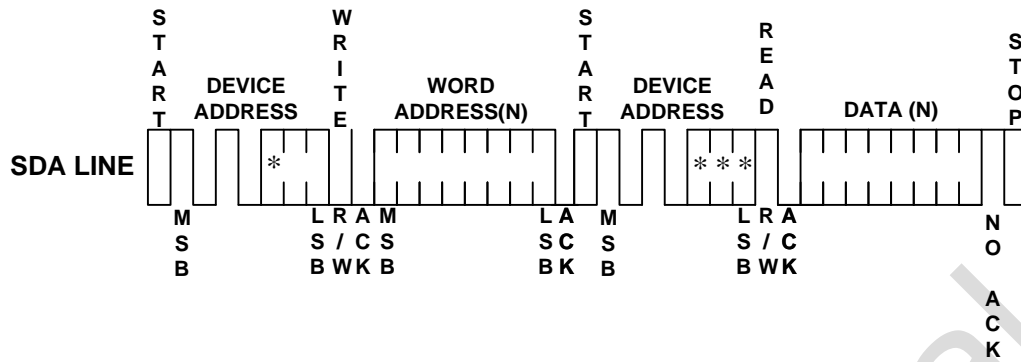 START
WRITE
START
READ
STOP
DEVICE ADDRESS
WORD ADDRESS(N)
DEVICE ADDRESS
DATA (N)
SDA LINE
*
* * *
MSB
LSB
R/W
ACK
MSB
LSB
ACK
MSB
LSB
R/W
ACK
NO ACK